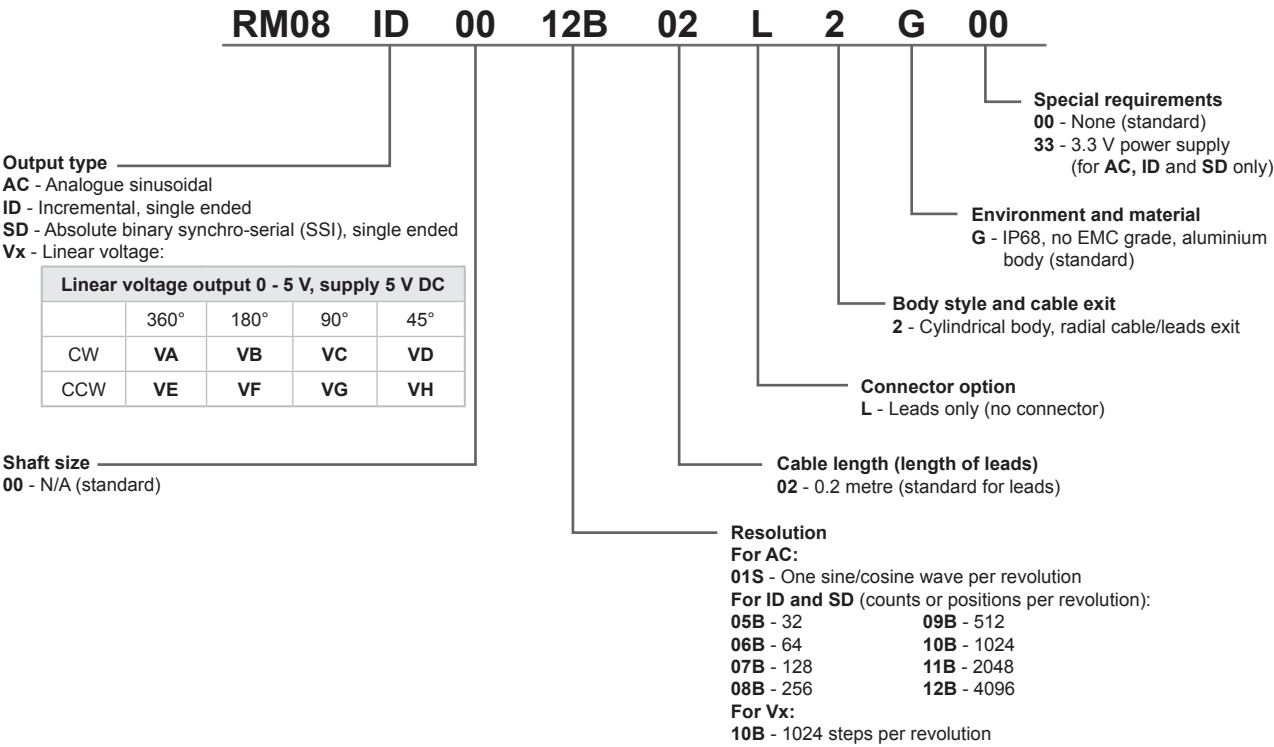 RM08 ID 00 12B 02 L 2 G 00
Special requirements
00 - None (standard)
33 - 3.3 V power supply
(for AC, ID and SD only)
Output type
AC - Analogue sinusoidal
ID - Incremental, single ended
SD - Absolute binary synchro-serial (SSI), single ended
Vx - Linear voltage:
Linear voltage output 0 - 5 V, supply 5 V DC
360° 180° 90° 45°
CW VA VB VC VD
CCW VE VF VG VH
Environment and material
G - IP68, no EMC grade, aluminium
body (standard)
Body style and cable exit
2 - Cylindrical body, radial cable/leads exit
Connector option
L - Leads only (no connector)
Shaft size
00 - N/A (standard)
Cable length (length of leads)
02 - 0.2 metre (standard for leads)
Resolution
For AC:
01S - One sine/cosine wave per revolution
For ID and SD (counts or positions per revolution):
05B - 32 09B - 512
06B - 64 10B - 1024
07B - 128 11B - 2048
08B - 256 12B - 4096
For Vx:
10B - 1024 steps per revolution